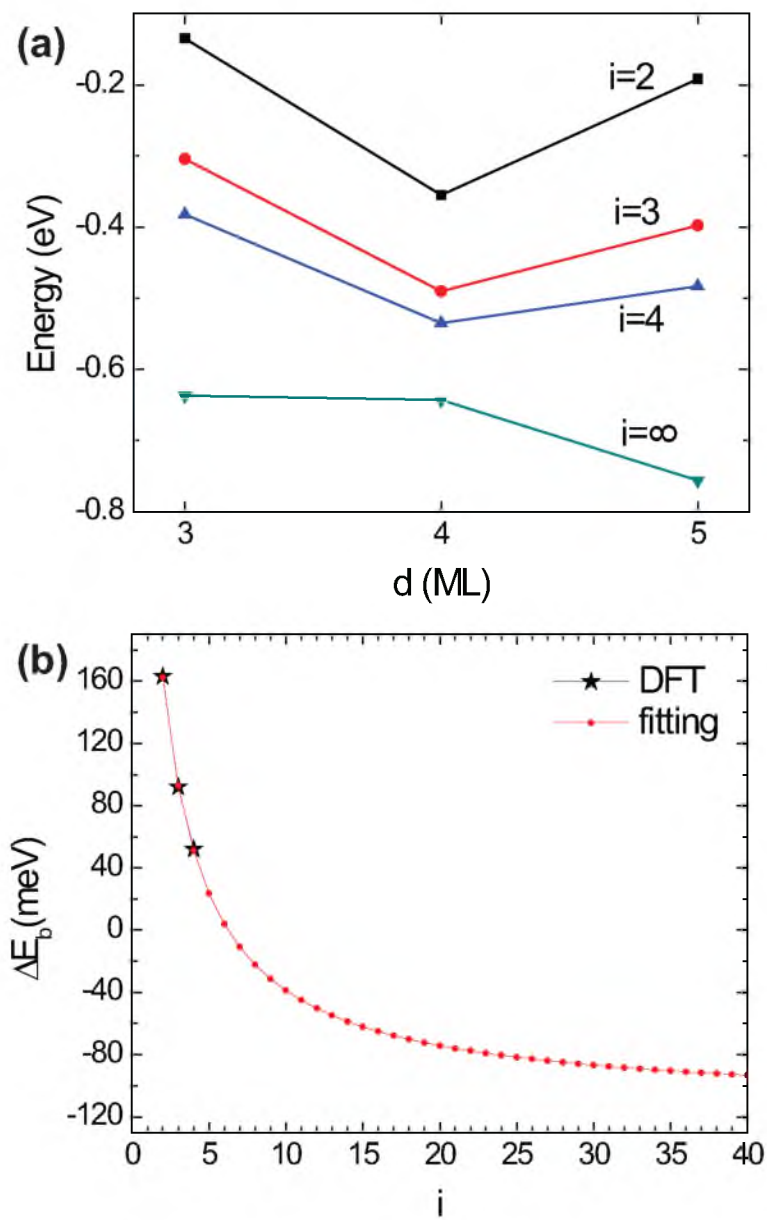 (a)
-0.2
-0.4
-0.6
-0.8
Energy (eV)
i=2
i=3
i=4
i=∞
3 4 5
d (ML)
(b)
160
120
80
40
0
-40
-80
-120
ΔE_b(meV)
DFT
fitting
0 5 10 15 20 25 30 35 40
i